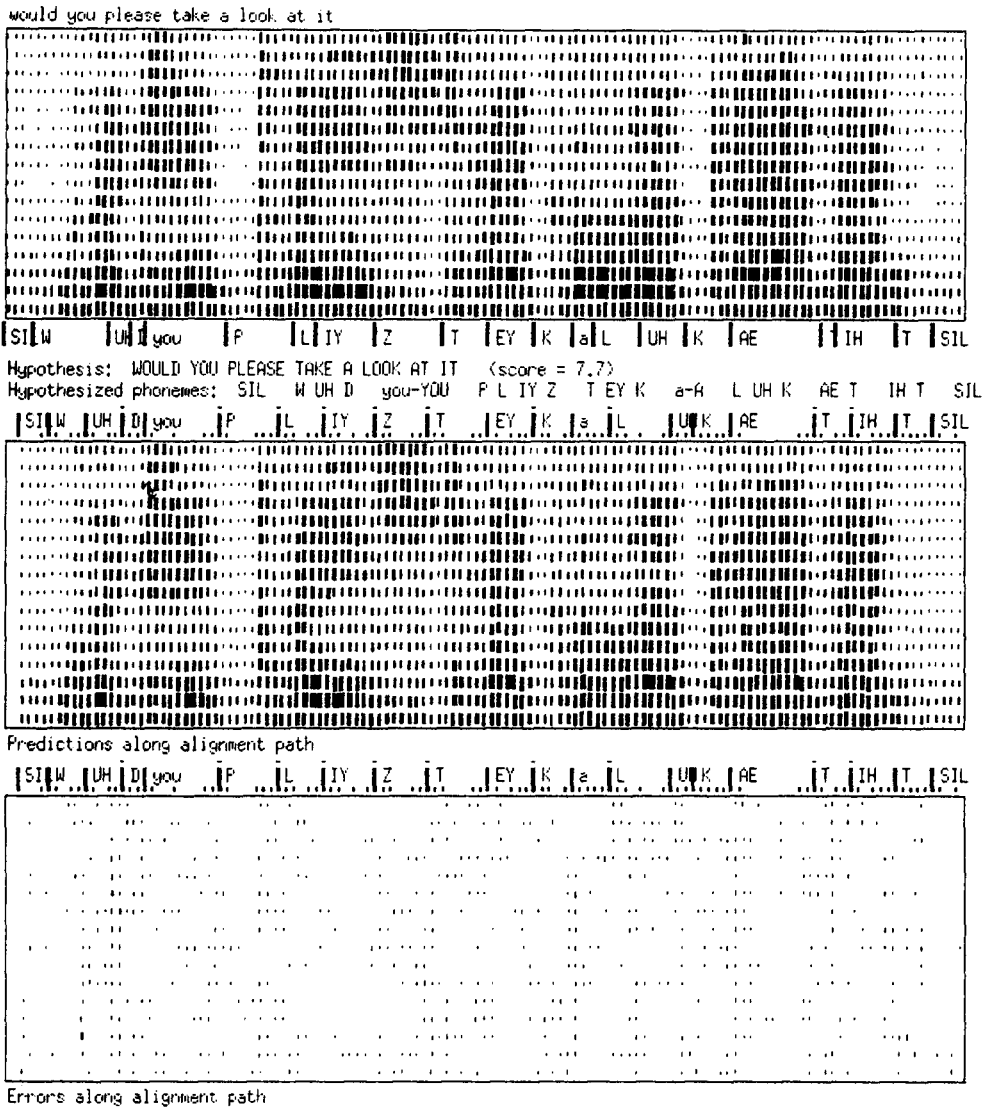 would you please take a look at it
SIL W UH D you P L IY Z T EY K a L UH K AE T IH T SIL
Hypothesis: WOULD YOU PLEASE TAKE A LOOK AT IT (score = 7.7)
Hypothesized phonemes: SIL W UH D you-YOU P L IY Z T EY K a-A L UH K AE T IH T SIL
SIL W UH D you P L IY Z T EY K a L U K AE T IH T SIL
Predictions along alignment path
SIL W UH D you P L IY Z T EY K a L U K AE T IH T SIL
Errors along alignment path